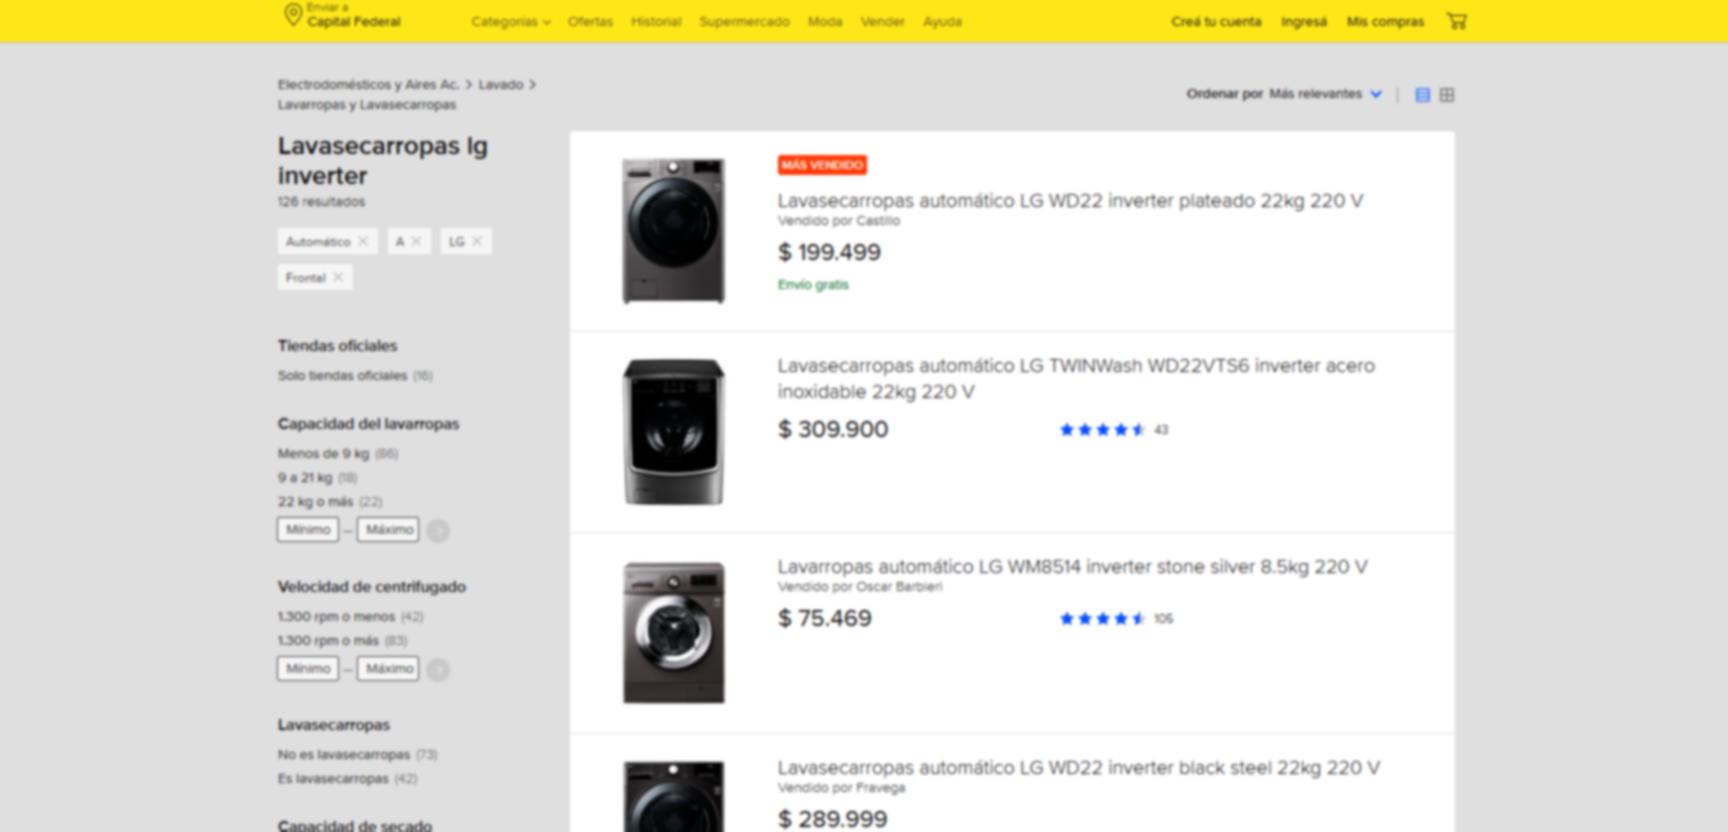 Enviar a
Capital Federal
Categorías Ofertas Historial Supermercado Moda Vender Ayuda
Creá tu cuenta Ingresá Mis compras
Electrodomésticos y Aires Ac. > Lavado >
Lavarropas y Lavasecarropas
Ordenar por Más relevantes
Lavasecarropas lg
inverter
126 resultados
Automático A LG
Frontal
Tiendas oficiales
Solo tiendas oficiales (16)
Capacidad del lavarropas
Menos de 9 kg (86)
9 a 21 kg (18)
22 kg o más (22)
Mínimo – Máximo
Velocidad de centrifugado
1.300 rpm o menos (42)
1.300 rpm o más (83)
Mínimo – Máximo
Lavasecarropas
No es lavasecarropas (73)
Es lavasecarropas (42)
Capacidad de secado
MÁS VENDIDO
Lavasecarropas automático LG WD22 inverter plateado 22kg 220 V
Vendido por Castillo
$ 199.499
Envío gratis
Lavasecarropas automático LG TWINWash WD22VTS6 inverter acero
inoxidable 22kg 220 V
$ 309.900
43
Lavarropas automático LG WM8514 inverter stone silver 8.5kg 220 V
Vendido por Oscar Barbieri
$ 75.469
105
Lavasecarropas automático LG WD22 inverter black steel 22kg 220 V
Vendido por Fravega
$ 289.999